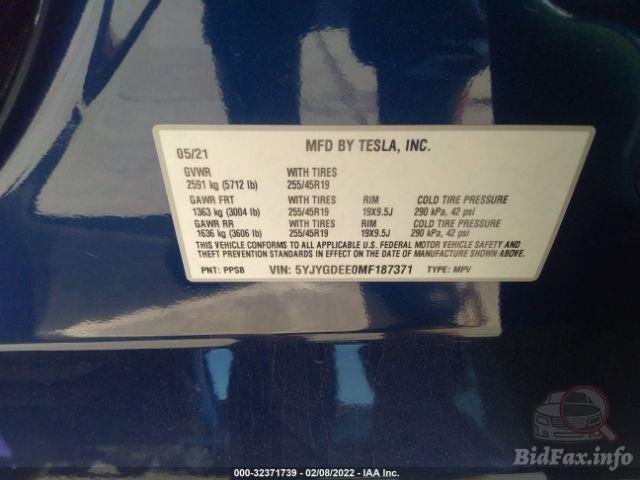 05/21 MFD BY TESLA, INC.
GVWR WITH TIRES
2591 kg (5712 lb) 255/45R19
GAWR FRT WITH TIRES RIM COLD TIRE PRESSURE
1363 kg (3004 lb) 255/45R19 19X9.5J 290 kPa, 42 psi
GAWR RR WITH TIRES RIM COLD TIRE PRESSURE
1636 kg (3606 lb) 255/45R19 19X9.5J 290 kPa, 42 psi
THIS VEHICLE CONFORMS TO ALL APPLICABLE U.S. FEDERAL MOTOR VEHICLE SAFETY AND
THEFT PREVENTION STANDARDS IN EFFECT ON THE DATE OF MANUFACTURE SHOWN ABOVE.
PNT: PPSB VIN: 5YJYGDEE0MF187371 TYPE: MPV
BidFax.info
000-32371739 - 02/08/2022 - IAA Inc.